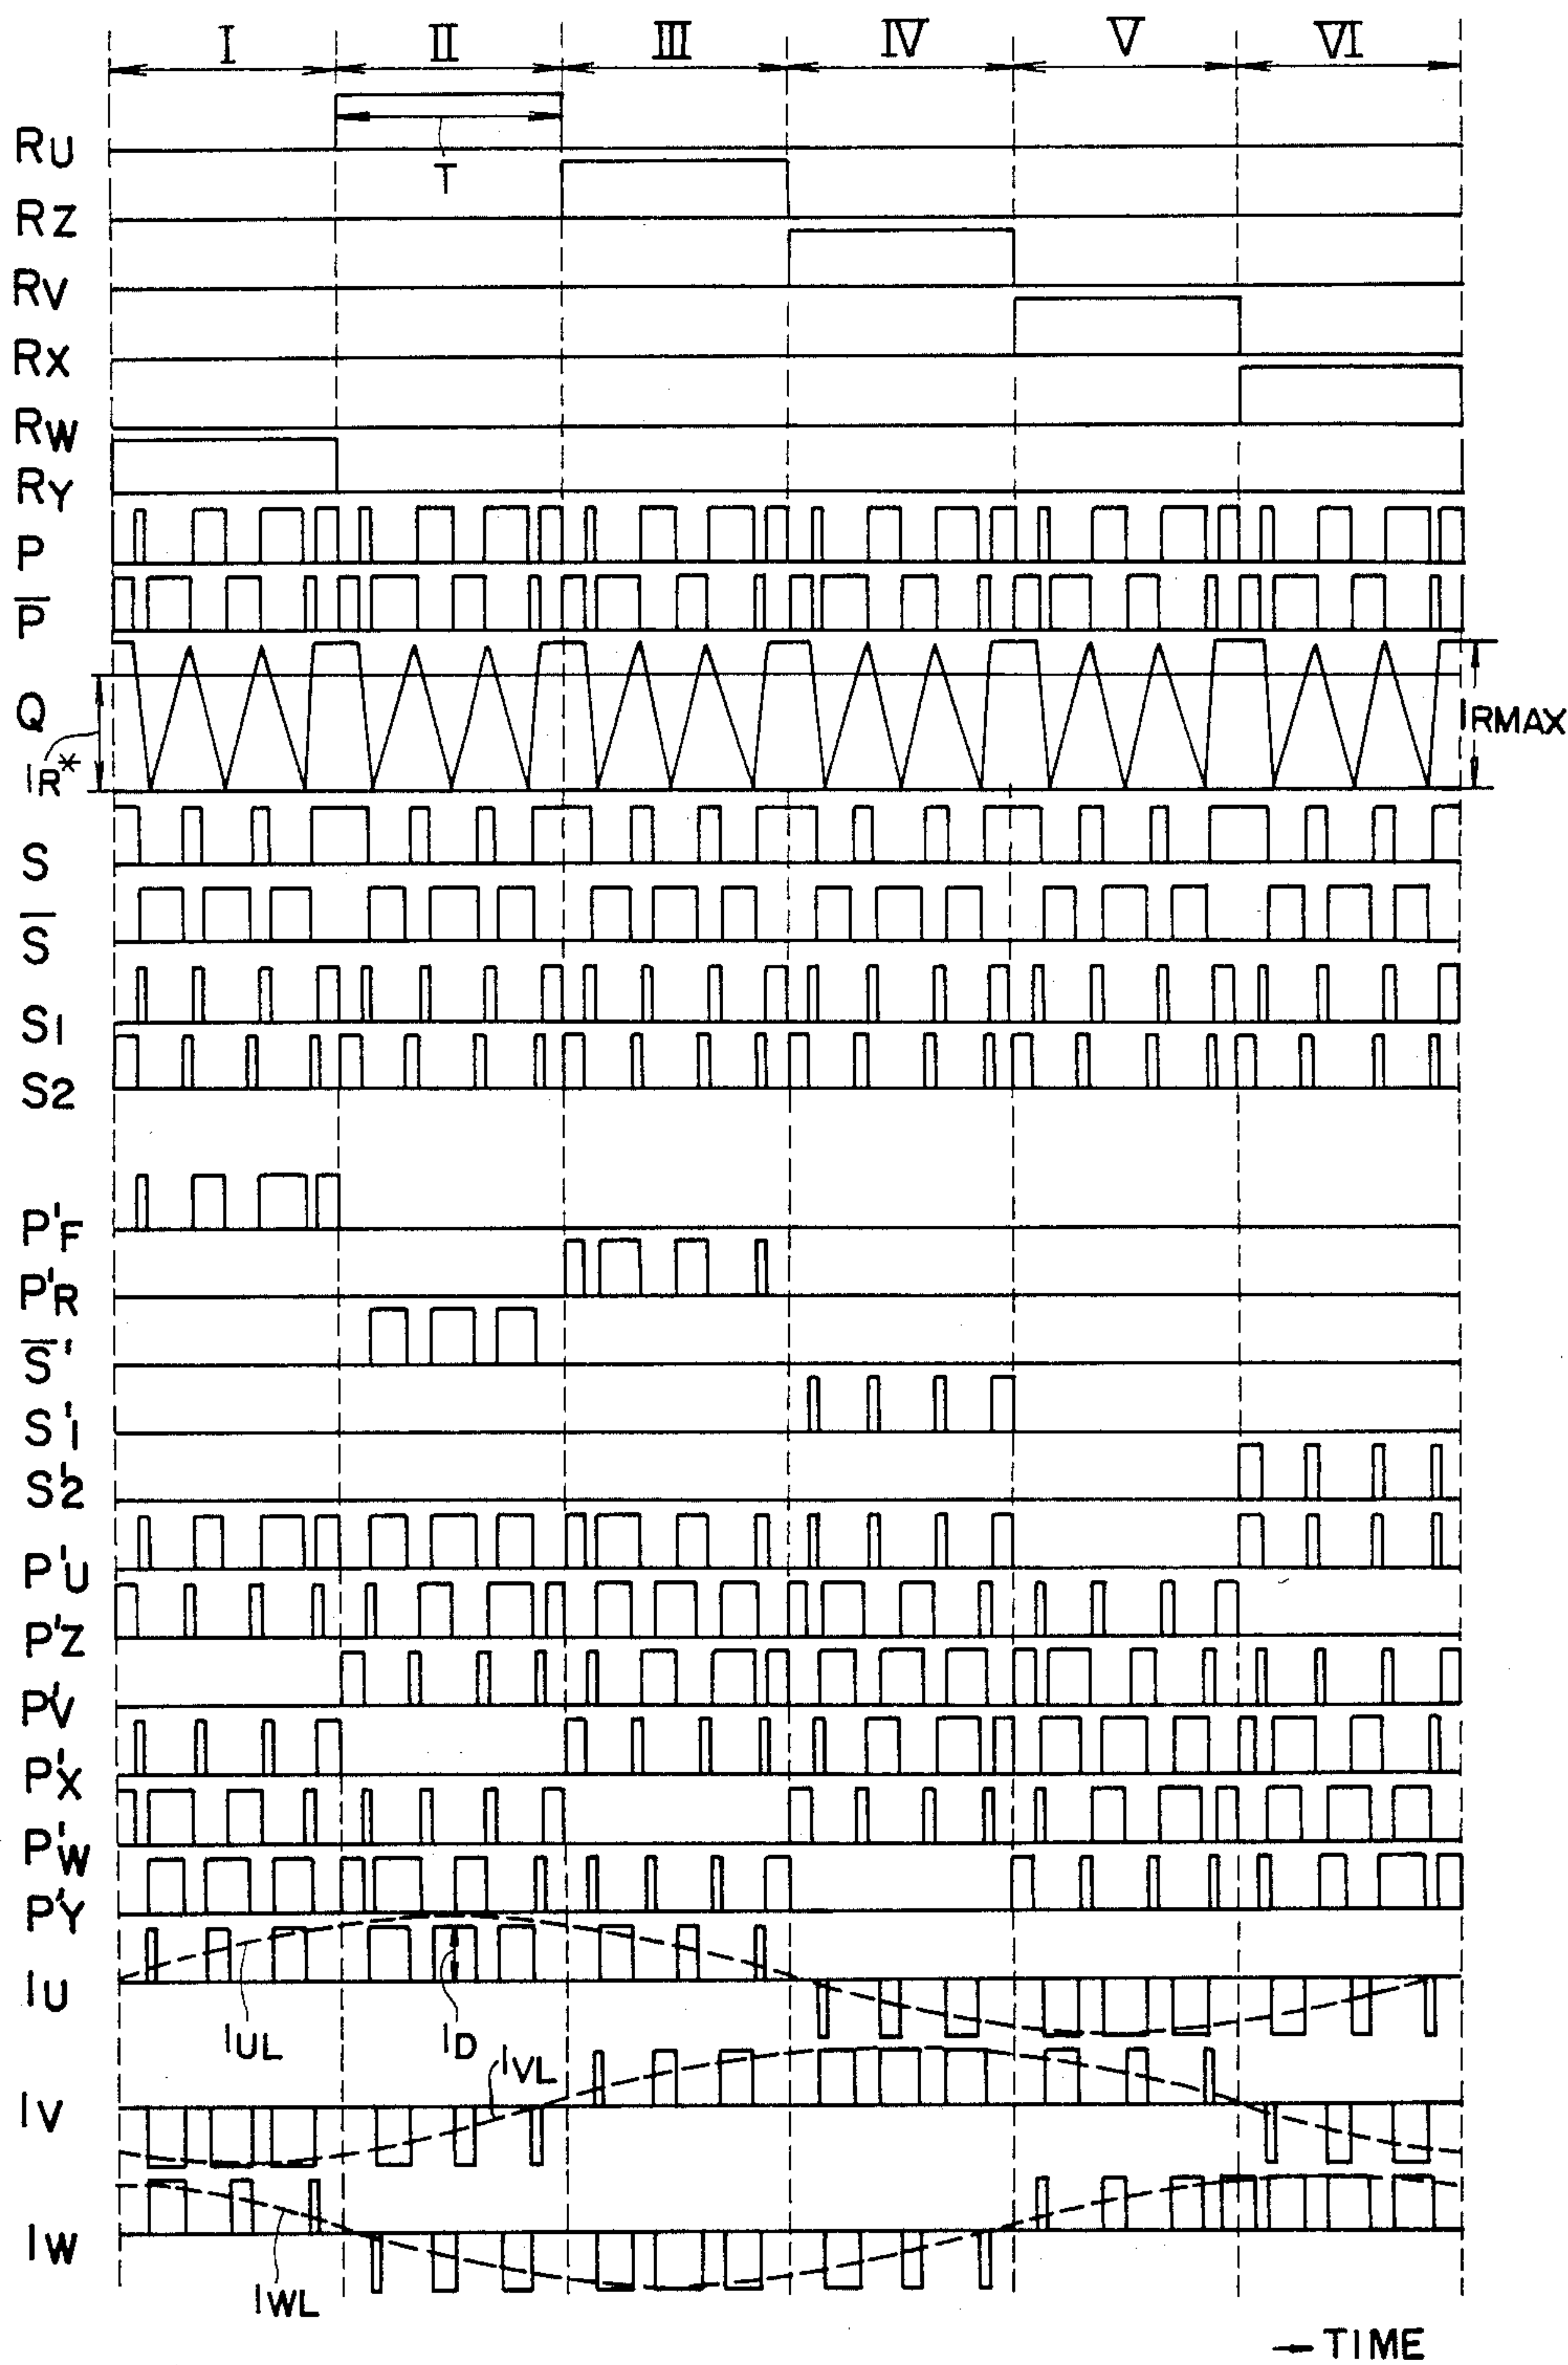 I II III IV V VI
RU
T
RZ
RV
RX
RW
RY
P
P̅
Q
IRMAX
IR*
S
S̅
S1
S2
P'F
P'R
S̅'
S'1
S'2
P'U
P'Z
P'V
P'X
P'W
P'Y
IU
IUL
ID
IVL
IV
IW
IWL
TIME